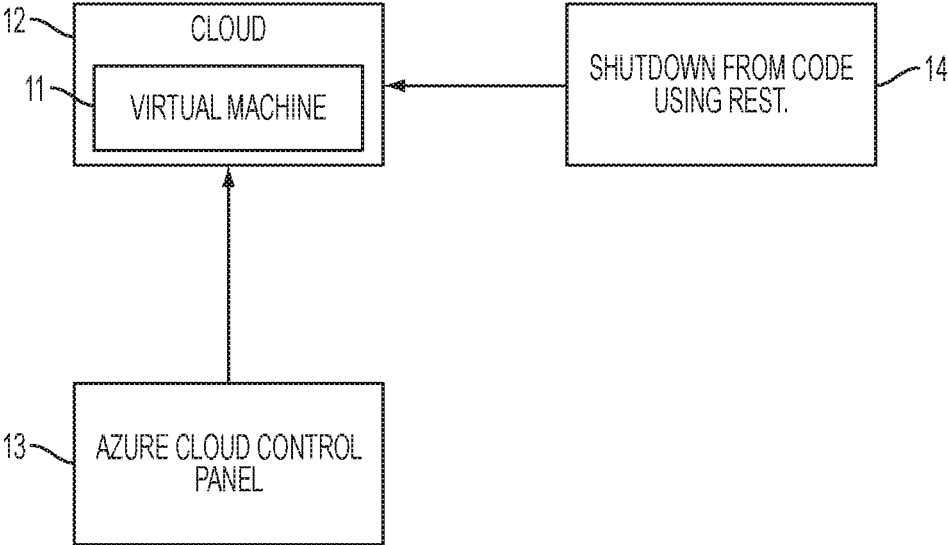 12
CLOUD
11
VIRTUAL MACHINE
SHUTDOWN FROM CODE
USING REST.
14
13
AZURE CLOUD CONTROL
PANEL